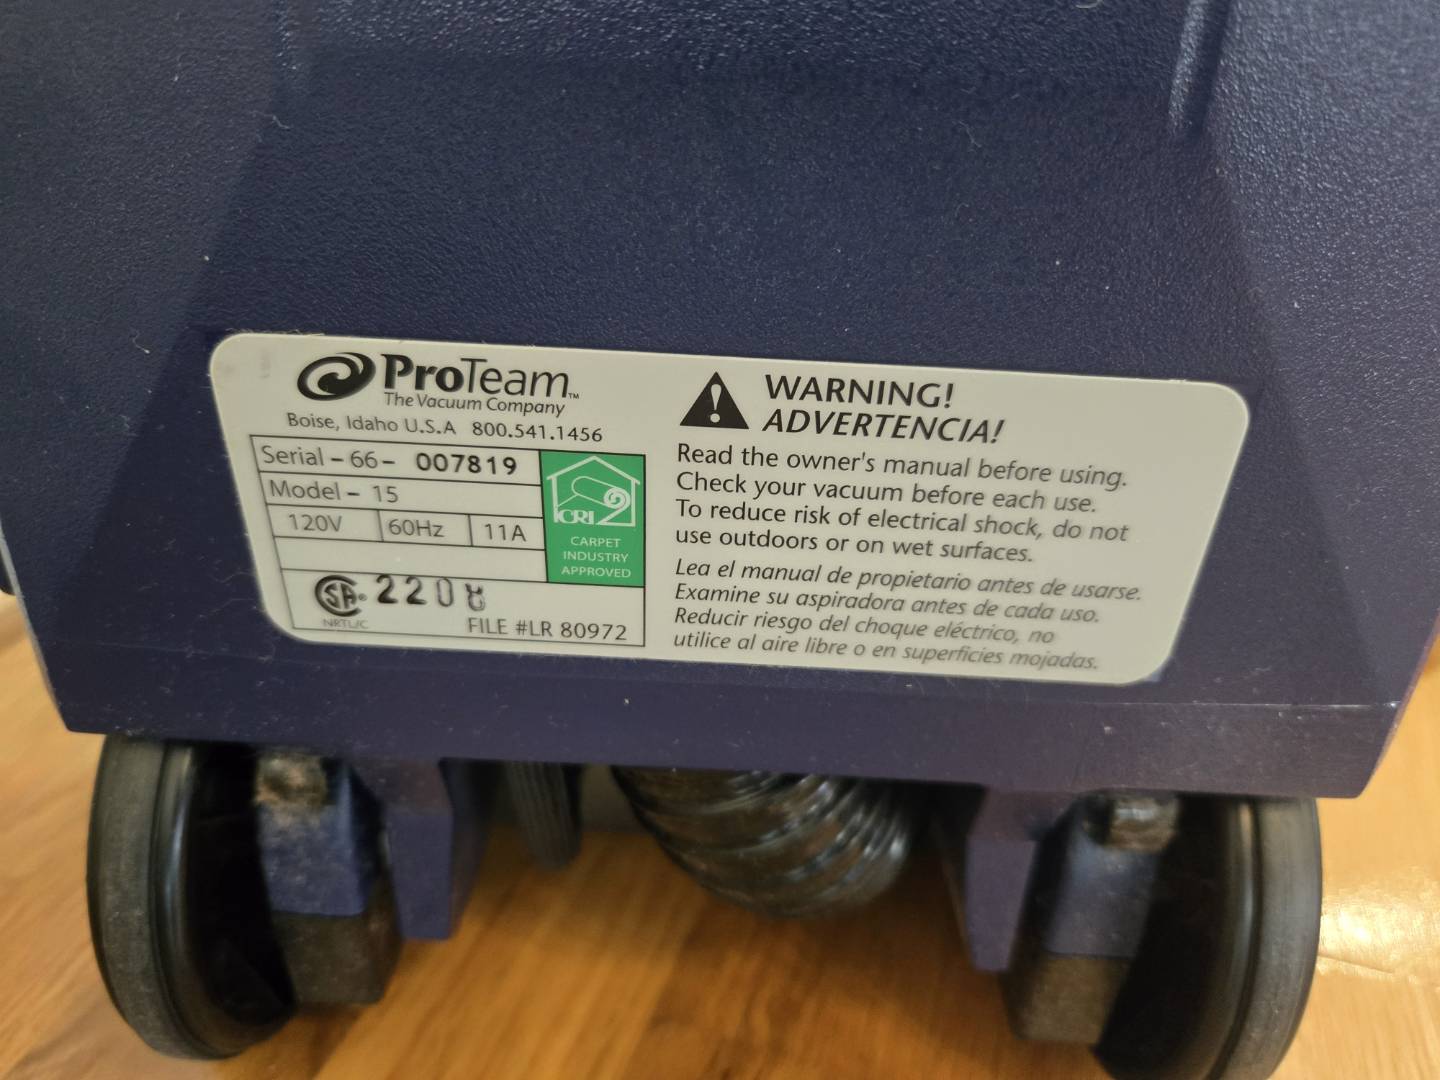 ProTeam™
The Vacuum Company
Boise, Idaho U.S.A 800.541.1456
Serial – 66– 007819
Model – 15
120V 60Hz 11A
CRI
CARPET
INDUSTRY
APPROVED
SA® 2208
NRTL/C
FILE #LR 80972
WARNING!
ADVERTENCIA!
Read the owner's manual before using.
Check your vacuum before each use.
To reduce risk of electrical shock, do not
use outdoors or on wet surfaces.
Lea el manual de propietario antes de usarse.
Examine su aspiradora antes de cada uso.
Reducir riesgo del choque eléctrico, no
utilice al aire libre o en superficies mojadas.